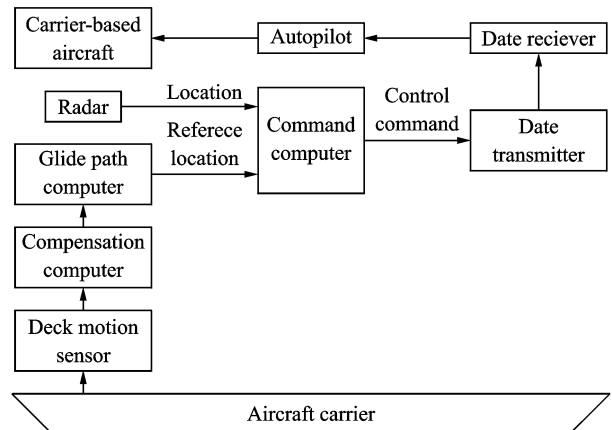 Carrier-based
aircraft
Autopilot
Date reciever
Radar
Location
Referece
location
Command
computer
Control
command
Date
transmitter
Glide path
computer
Compensation
computer
Deck motion
sensor
Aircraft carrier